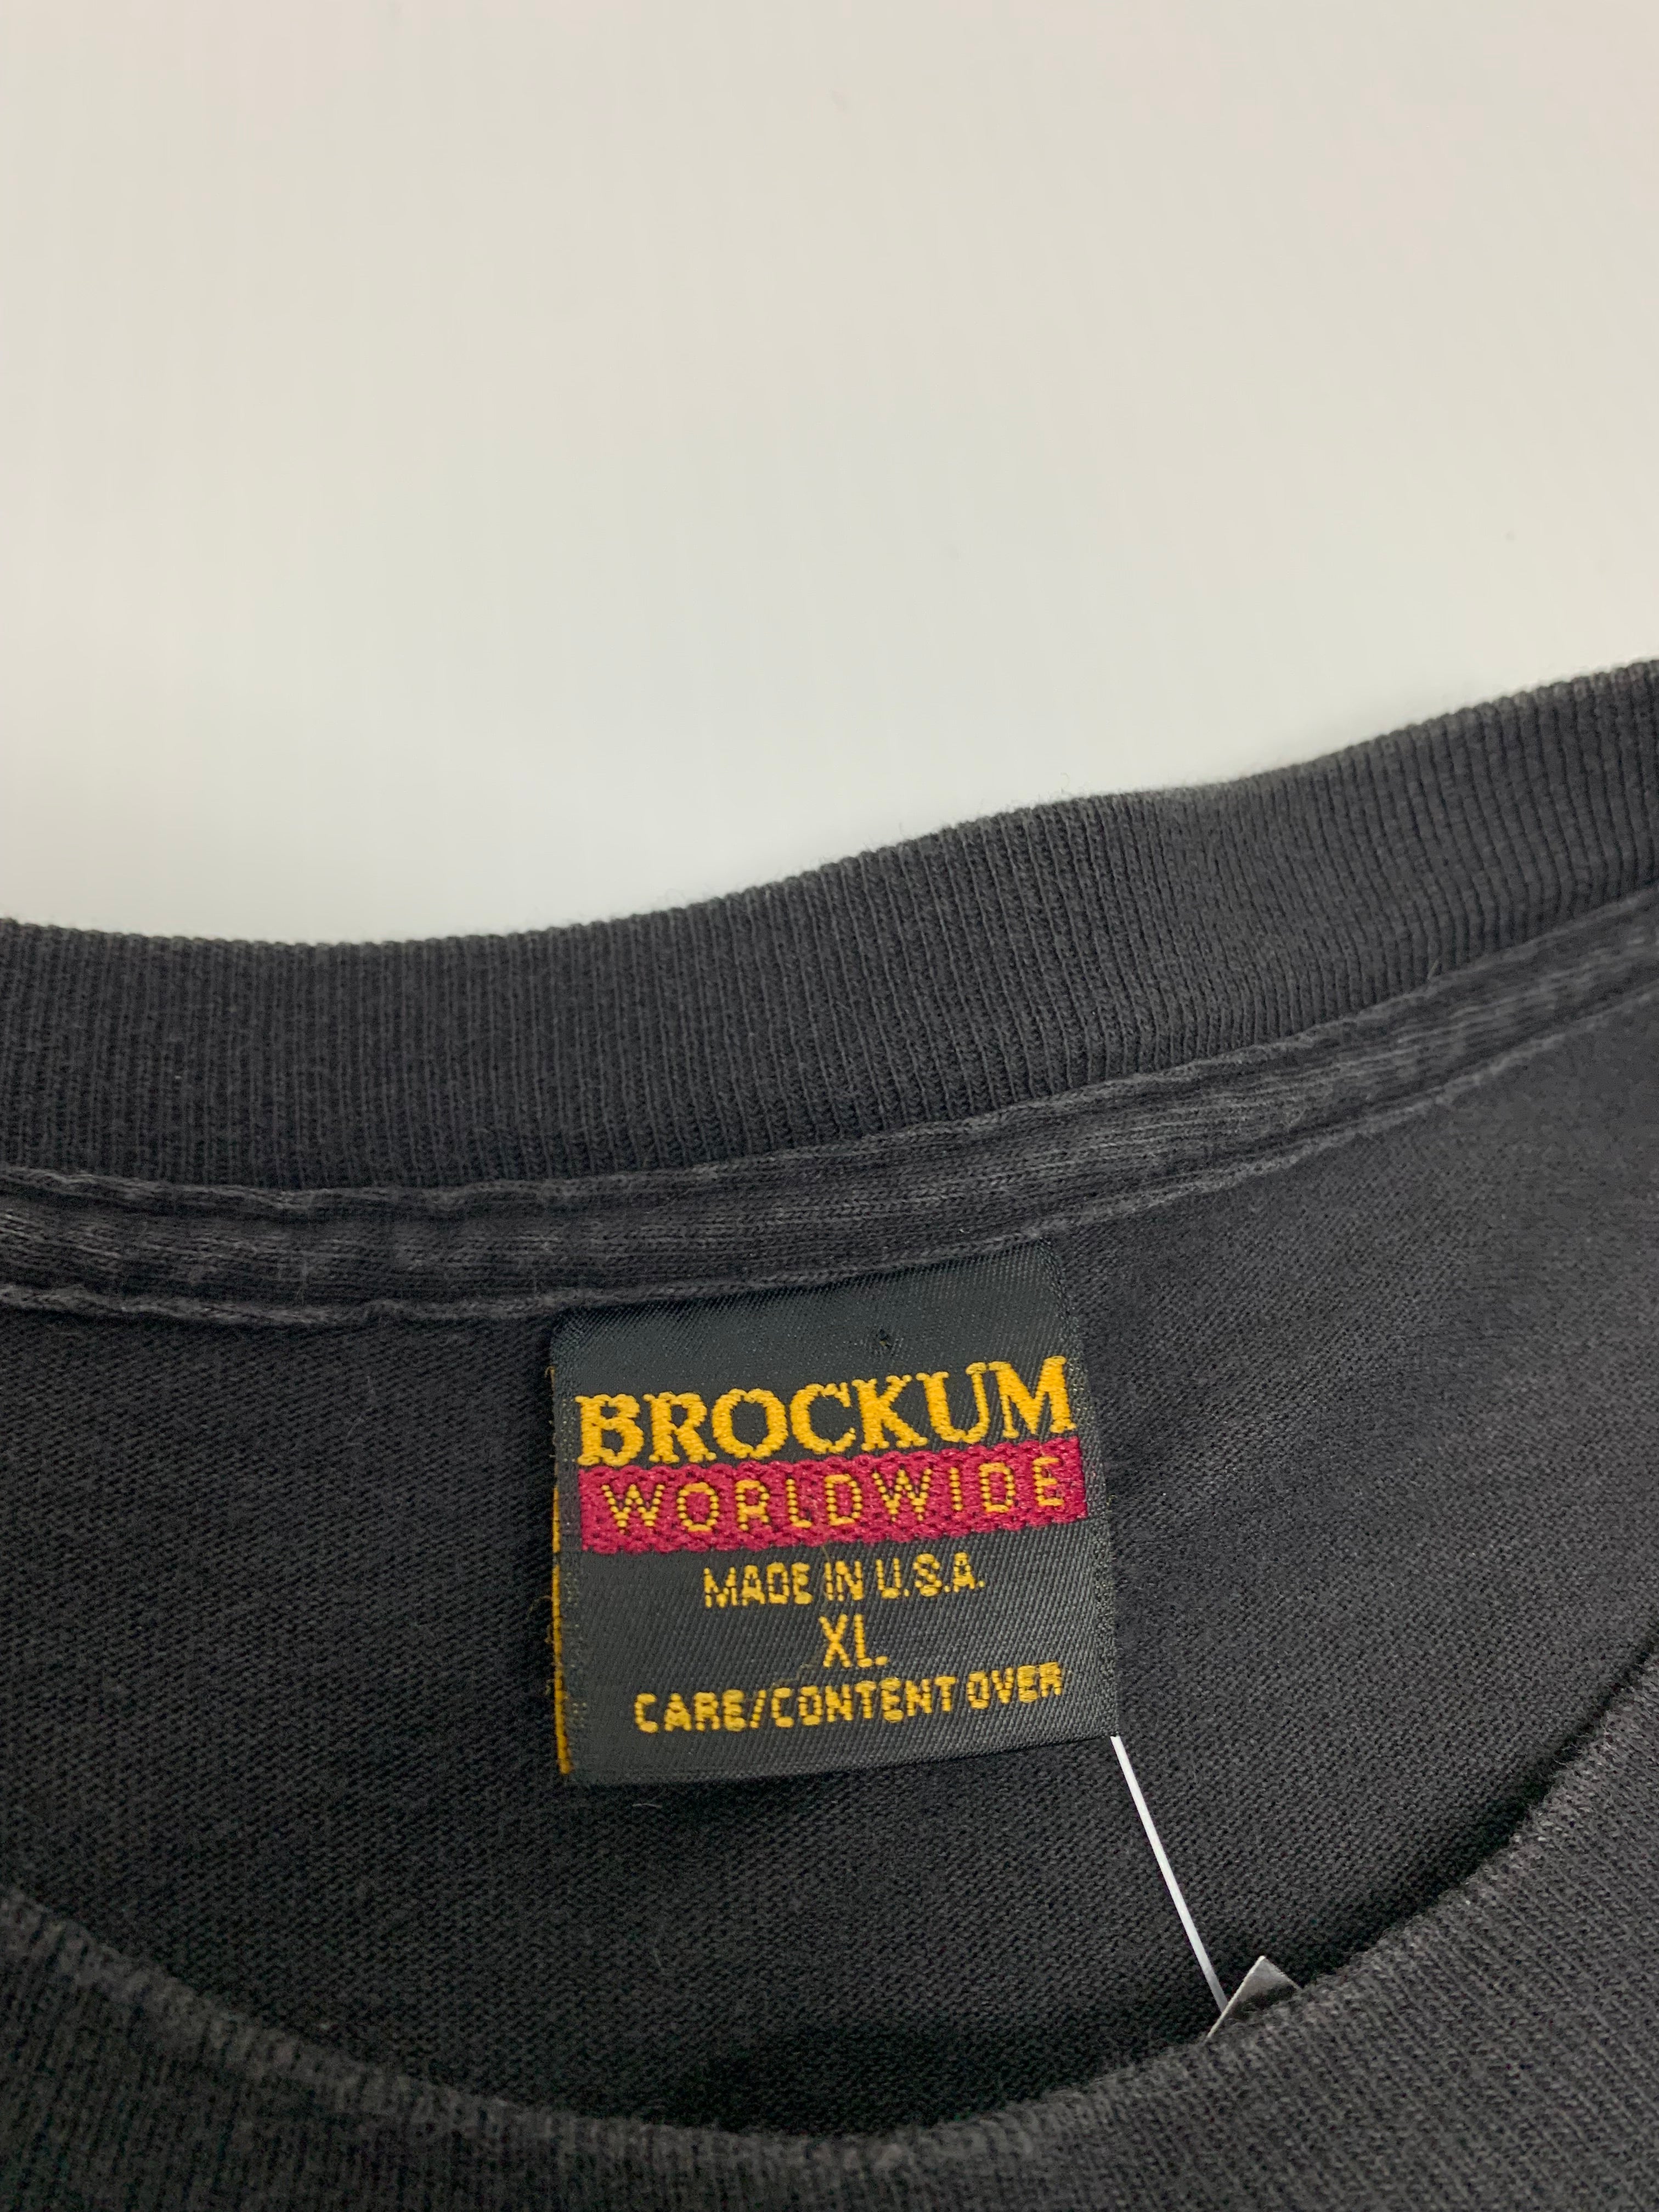 BROCKUM
WORLDWIDE
MADE IN U.S.A.
XL.
CARE/CONTENT OVER